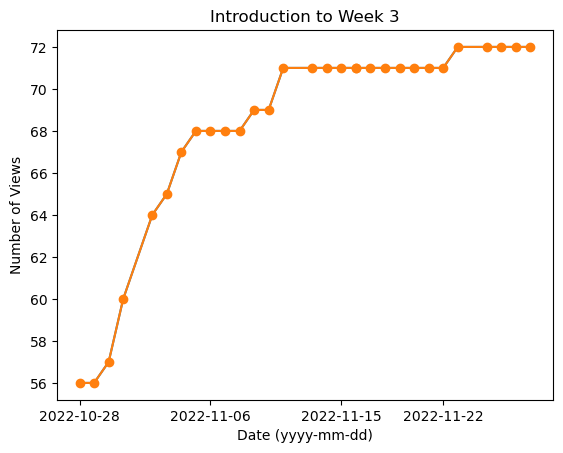 Introduction to Week 3
Number of Views
72
70
68
66
64
62
60
58
56
2022-10-28 2022-11-06 2022-11-15 2022-11-22
Date (yyyy-mm-dd)